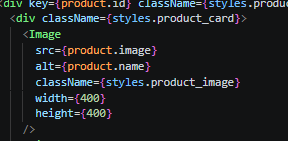 <div key={product.id} className={styles.produc
<div className={styles.product_card}>
<Image
src={product.image}
alt={product.name}
className={styles.product_image}
width={400}
height={400}
/>